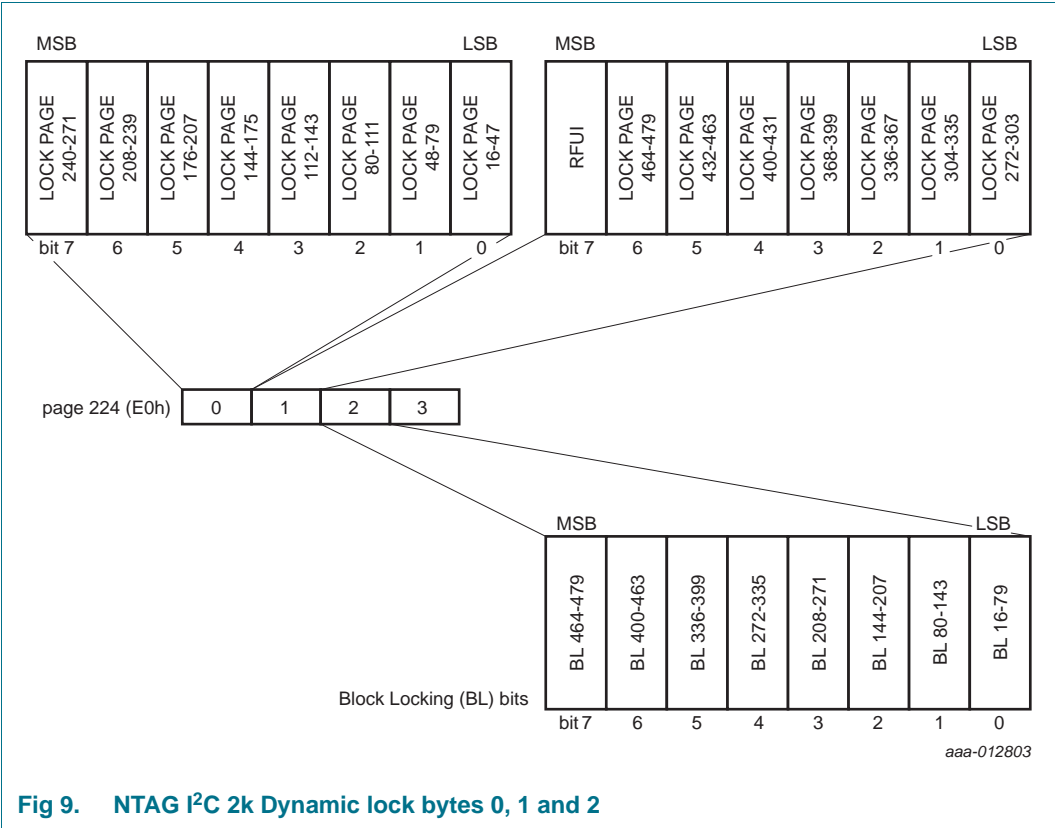 MSB LSB MSB LSB
LOCK PAGE 240-271
LOCK PAGE 208-239
LOCK PAGE 176-207
LOCK PAGE 144-175
LOCK PAGE 112-143
LOCK PAGE 80-111
LOCK PAGE 48-79
LOCK PAGE 16-47
RFUI
LOCK PAGE 464-479
LOCK PAGE 432-463
LOCK PAGE 400-431
LOCK PAGE 368-399
LOCK PAGE 336-367
LOCK PAGE 304-335
LOCK PAGE 272-303
bit 7 6 5 4 3 2 1 0 bit 7 6 5 4 3 2 1 0
page 224 (E0h) 0 1 2 3
MSB LSB
BL 464-479
BL 400-463
BL 336-399
BL 272-335
BL 208-271
BL 144-207
BL 80-143
BL 16-79
Block Locking (BL) bits
bit 7 6 5 4 3 2 1 0
aaa-012803
Fig 9. NTAG I²C 2k Dynamic lock bytes 0, 1 and 2